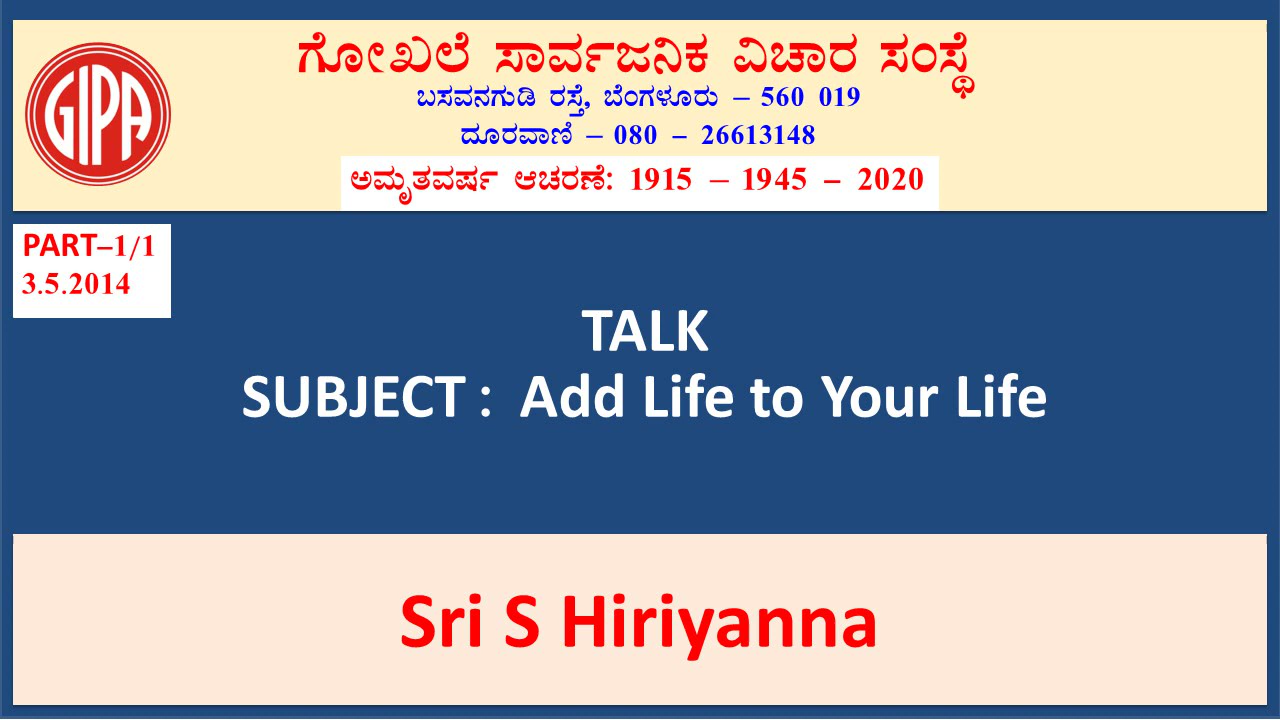 GIPA
ಗೋಖಲೆ ಸಾರ್ವಜನಿಕ ವಿಚಾರ ಸಂಸ್ಥೆ
ಬಸವನಗುಡಿ ರಸ್ತೆ, ಬೆಂಗಳೂರು – 560 019
ದೂರವಾಣಿ – 080 – 26613148
ಅಮೃತವರ್ಷ ಆಚರಣೆ: 1915 – 1945 – 2020
PART–1/1
3.5.2014
TALK
SUBJECT : Add Life to Your Life
Sri S Hiriyanna